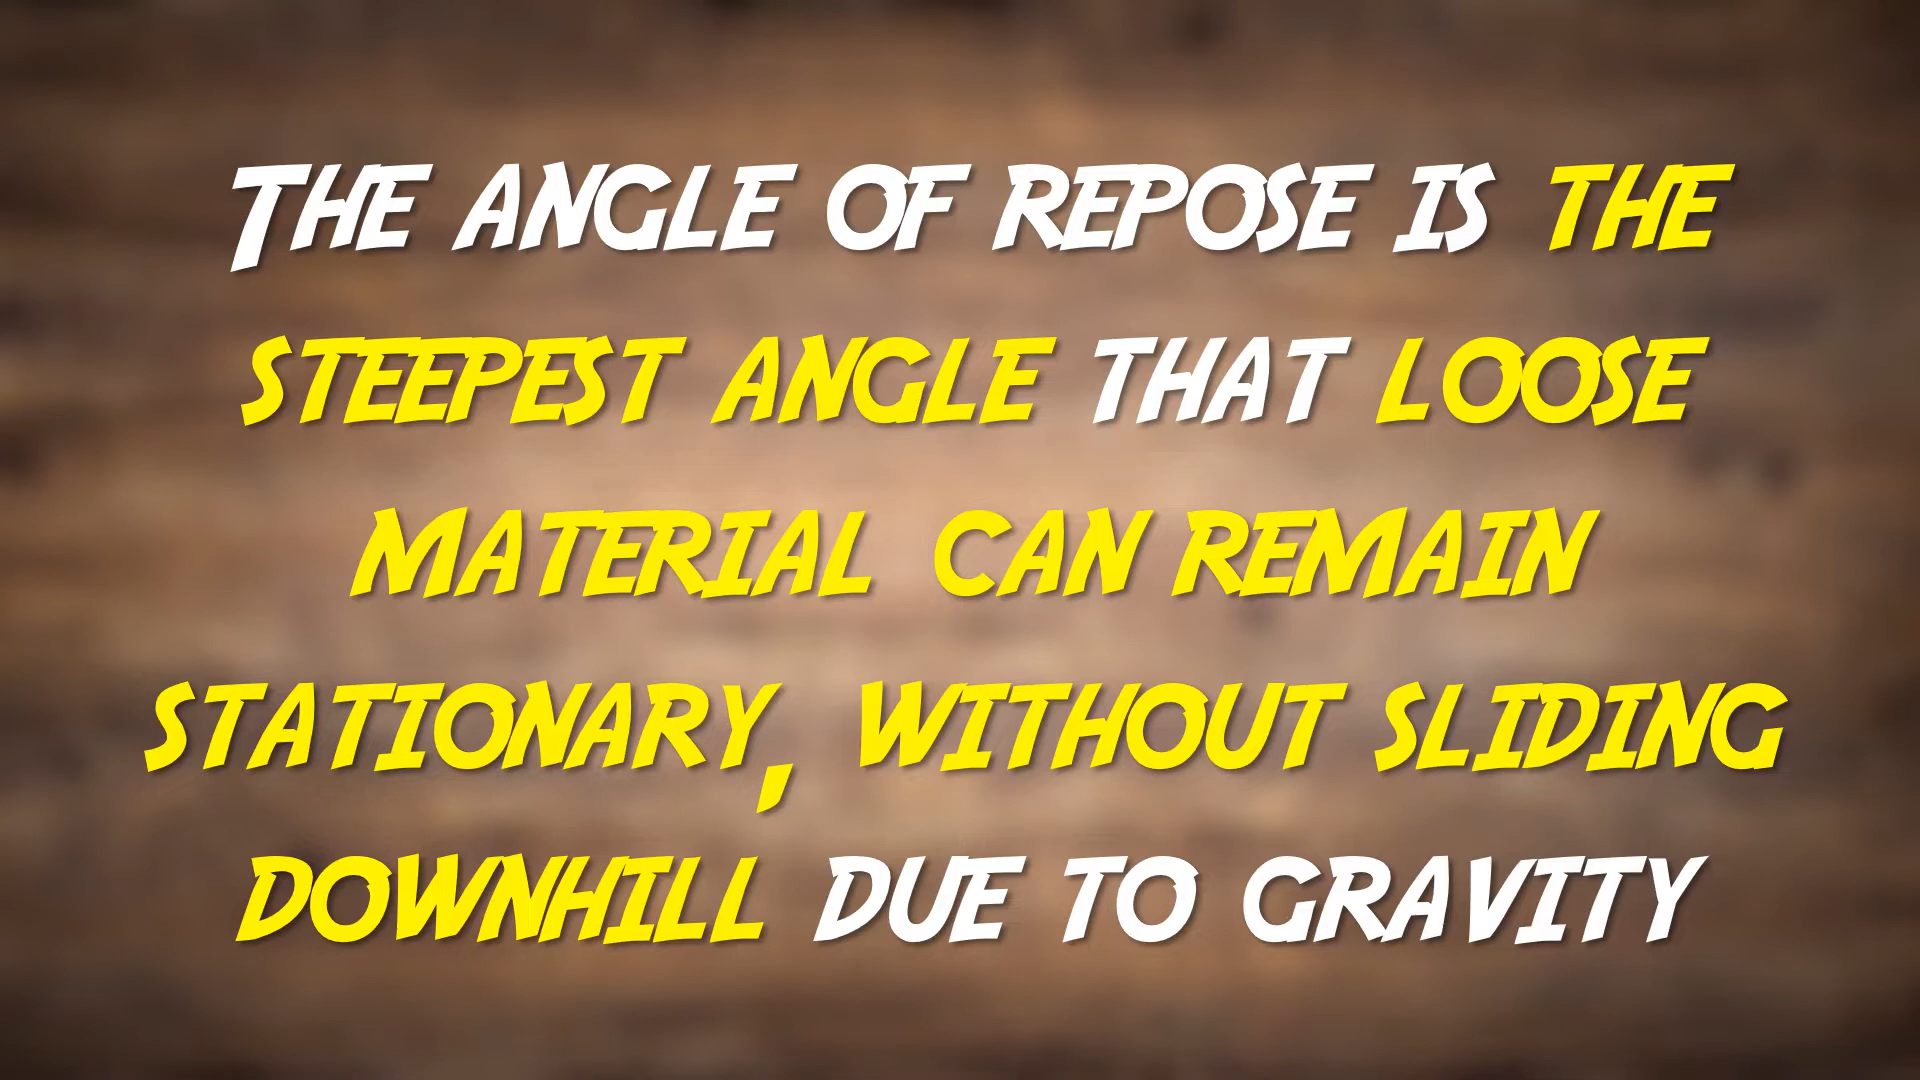 The angle of repose is the
steepest angle that loose
material can remain
stationary, without sliding
downhill due to gravity